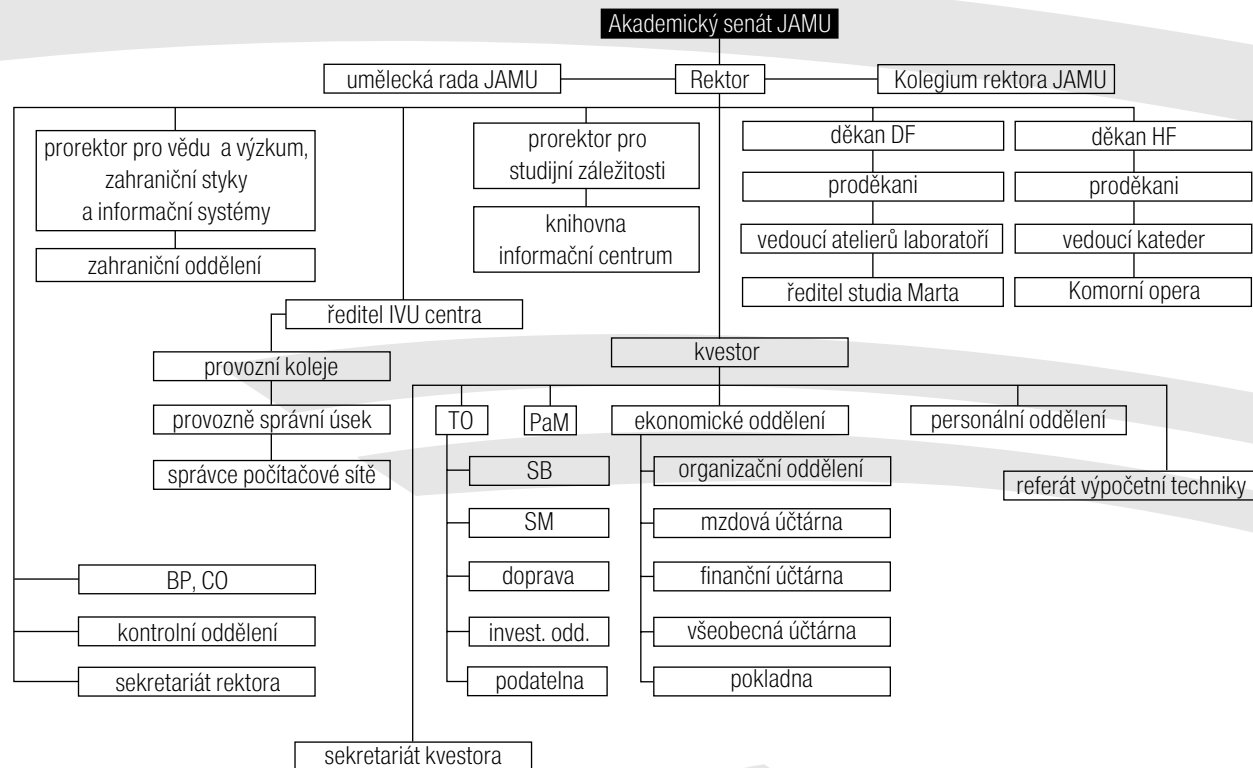 Akademický senát JAMU
umělecká rada JAMU
Rektor
Kolegium rektora JAMU
prorektor pro vědu a výzkum,
zahraniční styky
a informační systémy
zahraniční oddělení
prorektor pro
studijní záležitosti
knihovna
informační centrum
děkan DF
proděkani
vedoucí atelierů laboratoří
ředitel studia Marta
děkan HF
proděkani
vedoucí kateder
Komorní opera
ředitel IVU centra
provozní koleje
provozně správní úsek
správce počítačové sítě
kvestor
TO
PaM
ekonomické oddělení
personální oddělení
referát výpočetní techniky
SB
SM
doprava
invest. odd.
podatelna
organizační oddělení
mzdová účtárna
finanční účtárna
všeobecná účtárna
pokladna
BP, CO
kontrolní oddělení
sekretariát rektora
sekretariát kvestora